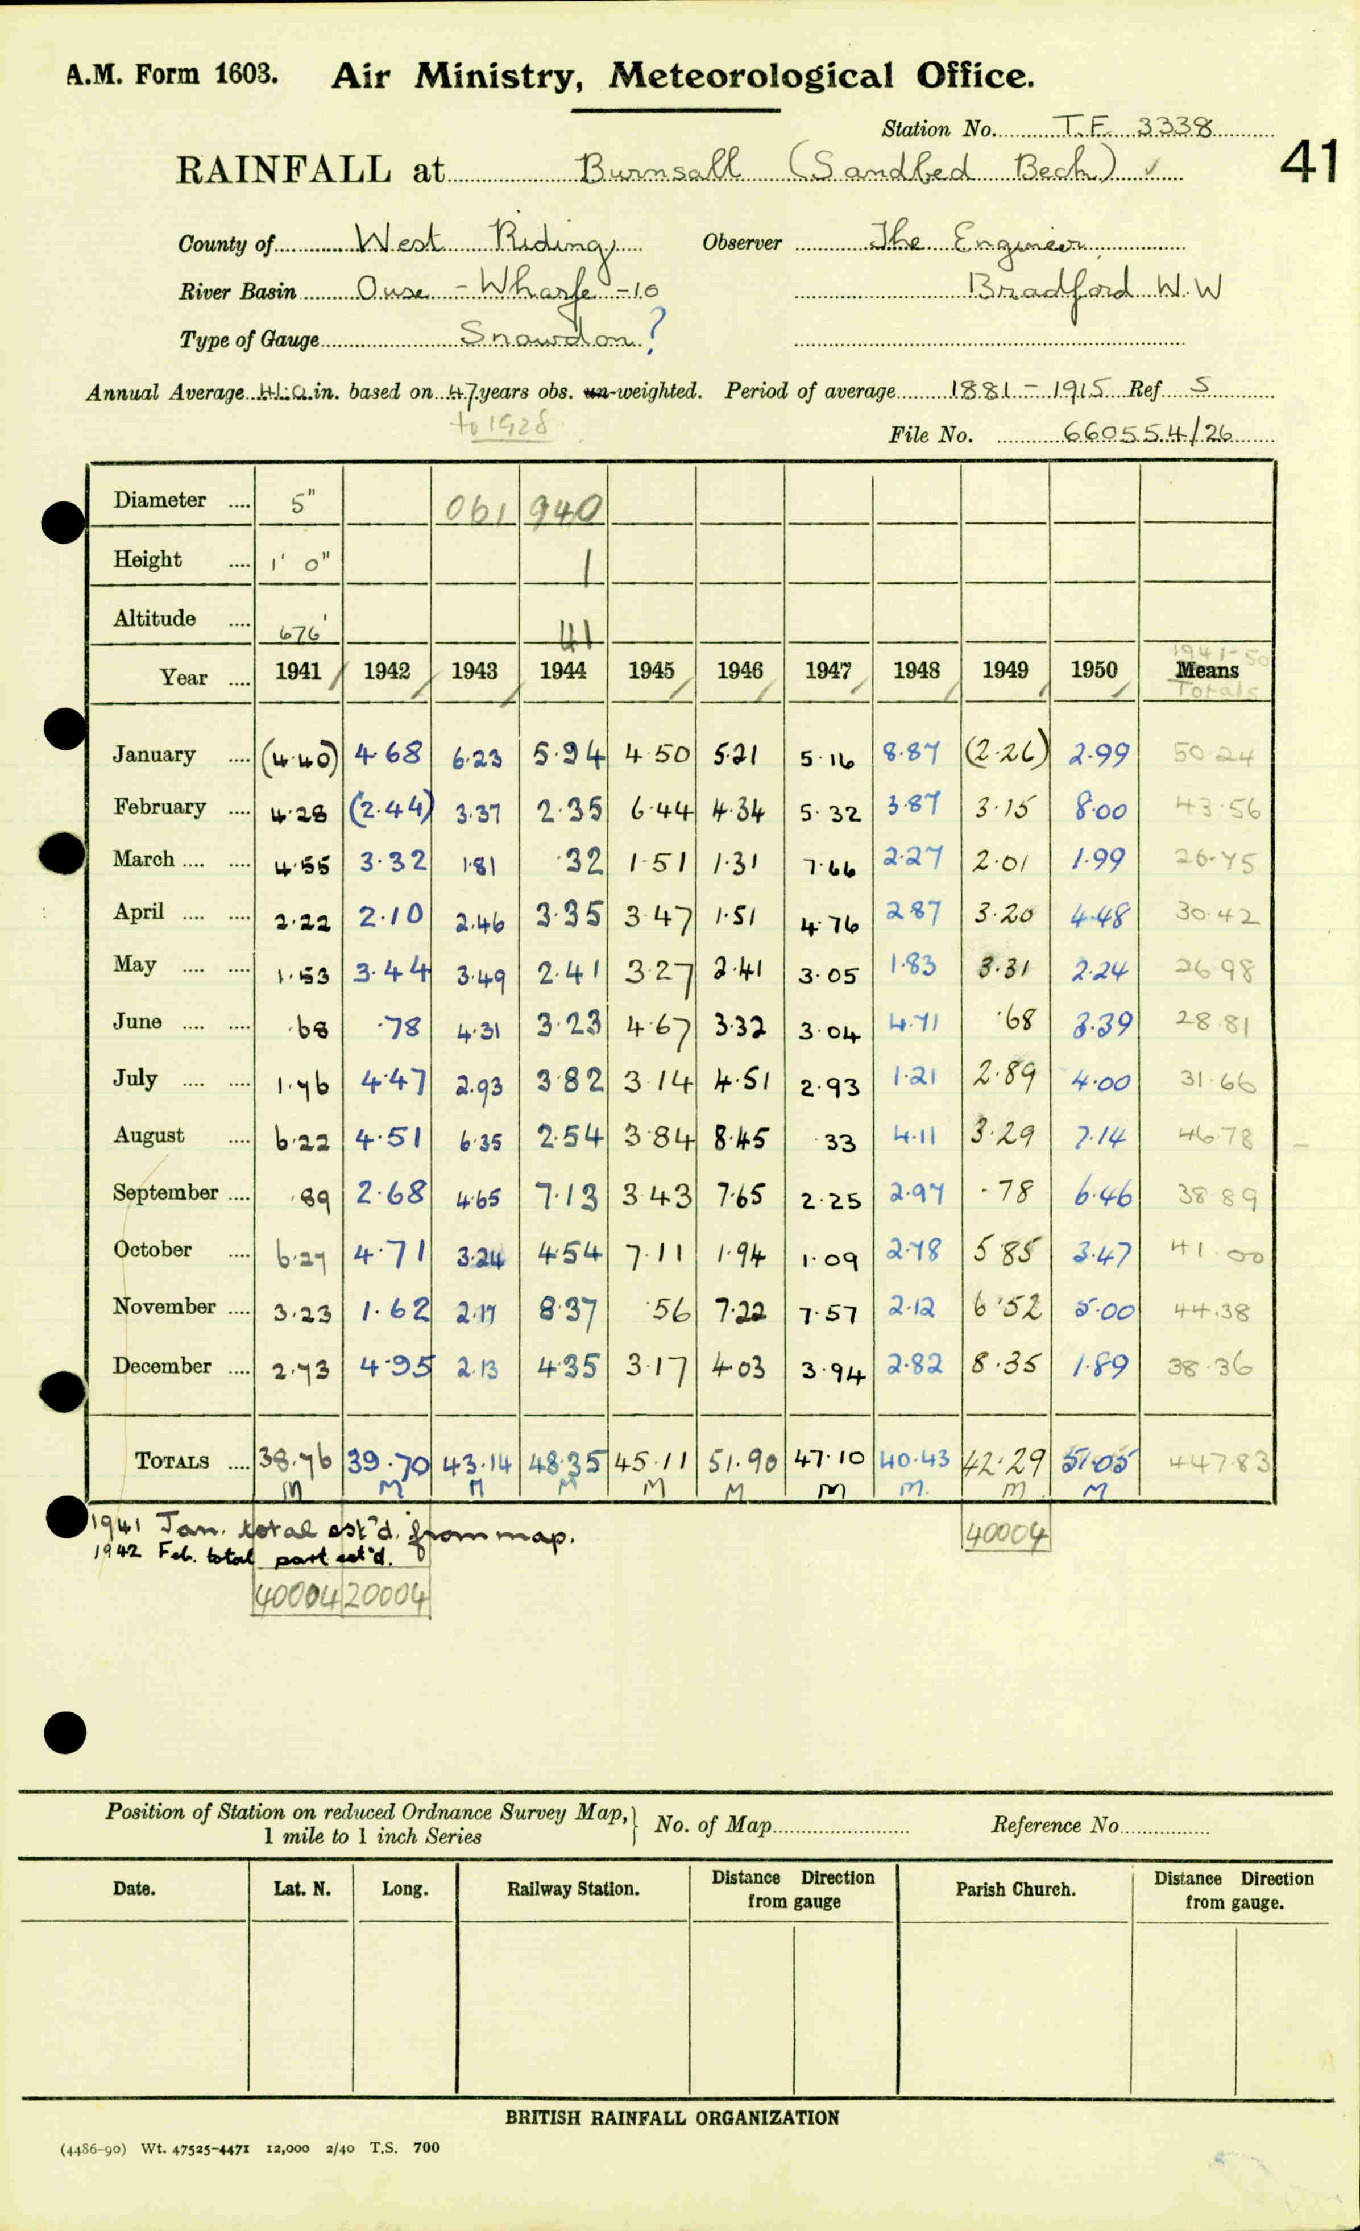 A.M. Form 1603. Air Ministry, Meteorological Office.
Station No. T.F. 3338
RAINFALL at Burnsall (Sandbed Beck) ✓ 41
County of West Riding Observer The Engineer,
River Basin Ouse - Wharfe - 10 Bradford W.W
Type of Gauge Snowdon ?
Annual Average 41.0 in. based on 47 years obs. un-weighted. Period of average 1881 - 1915 Ref S
to 1928
File No. 660554/26
Diameter .... 5" 061 940
Height .... 1' 0" 1
Altitude .... 676' 41
1941-50
Year .... 1941 1942 1943 1944 1945 1946 1947 1948 1949 1950 Means
Totals
January .... (4.40) 4.68 6.23 5.94 4.50 5.21 5.16 8.87 (2.26) 2.99 50.24
February .... 4.28 (2.44) 3.37 2.35 6.44 4.34 5.32 3.87 3.15 8.00 43.56
March .... .... 4.55 3.32 1.81 .32 1.51 1.31 7.66 2.27 2.01 1.99 26.75
April .... .... 2.22 2.10 2.46 3.35 3.47 1.51 4.76 2.87 3.20 4.48 30.42
May .... .... 1.53 3.44 3.49 2.41 3.27 2.41 3.05 1.83 3.31 2.24 26.98
June .... .... .68 .78 4.31 3.23 4.67 3.32 3.04 4.71 .68 3.39 28.81
July .... .... 1.76 4.47 2.93 3.82 3.14 4.51 2.93 1.21 2.89 4.00 31.66
August .... 6.22 4.51 6.35 2.54 3.84 8.45 .33 4.11 3.29 7.14 46.78
September .... .89 2.68 4.65 7.13 3.43 7.65 2.25 2.97 .78 6.46 38.89
October .... 6.27 4.71 3.24 4.54 7.11 1.94 1.09 2.78 5.85 3.47 41.00
November .... 3.23 1.62 2.17 8.37 .56 7.22 7.57 2.12 6.52 5.00 44.38
December .... 2.73 4.95 2.13 4.35 3.17 4.03 3.94 2.82 8.35 1.89 38.36
TOTALS .... 38.76 39.70 43.14 48.35 45.11 51.90 47.10 40.43 42.29 51.05 447.83
M M M M M M M M M M
1941 Jan. total est'd. from map. 40004
1942 Feb. total part est'd.
40004 20004
Position of Station on reduced Ordnance Survey Map, } No. of Map Reference No.
1 mile to 1 inch Series
Date. Lat. N. Long. Railway Station. Distance from gauge Direction Parish Church. Distance from gauge. Direction
BRITISH RAINFALL ORGANIZATION
(4486-90) Wt. 47525-4471 12,000 2/40 T.S. 700